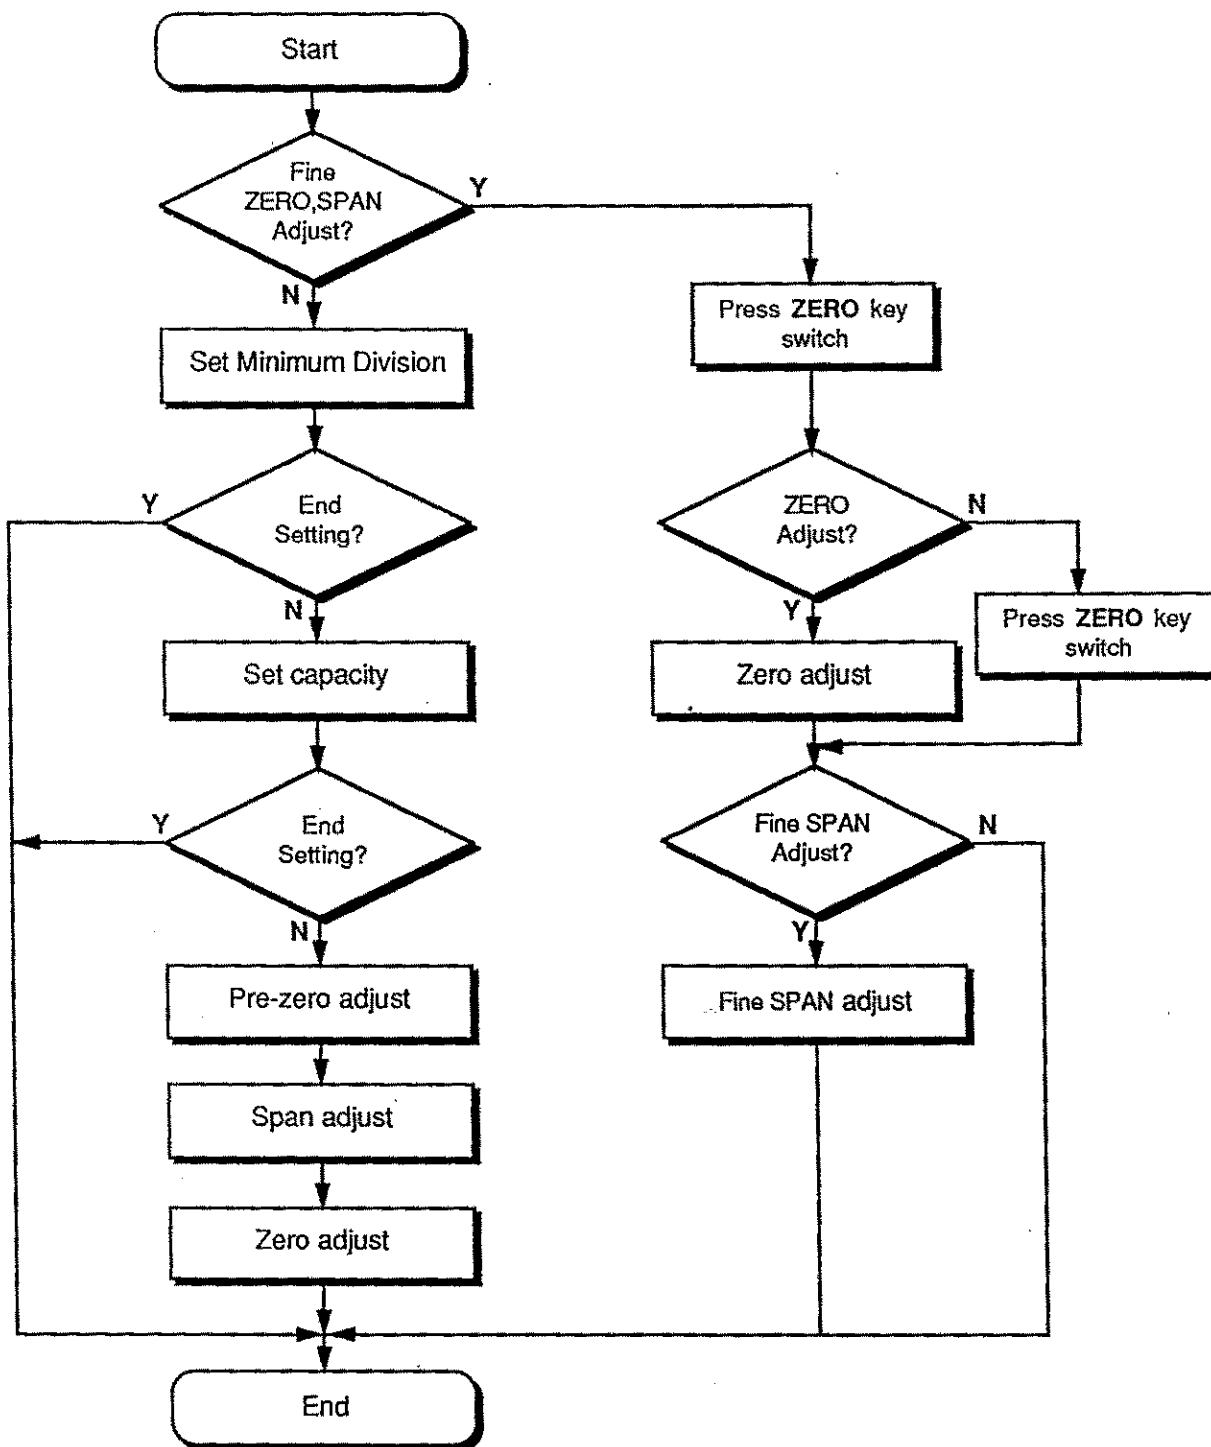 Start
Fine
ZERO,SPAN
Adjust?
Y
N
Set Minimum Division
End
Setting?
Y
N
Set capacity
End
Setting?
Y
N
Pre-zero adjust
Span adjust
Zero adjust
End
Press ZERO key
switch
ZERO
Adjust?
N
Y
Press ZERO key
switch
Zero adjust
Fine SPAN
Adjust?
N
Y
Fine SPAN adjust